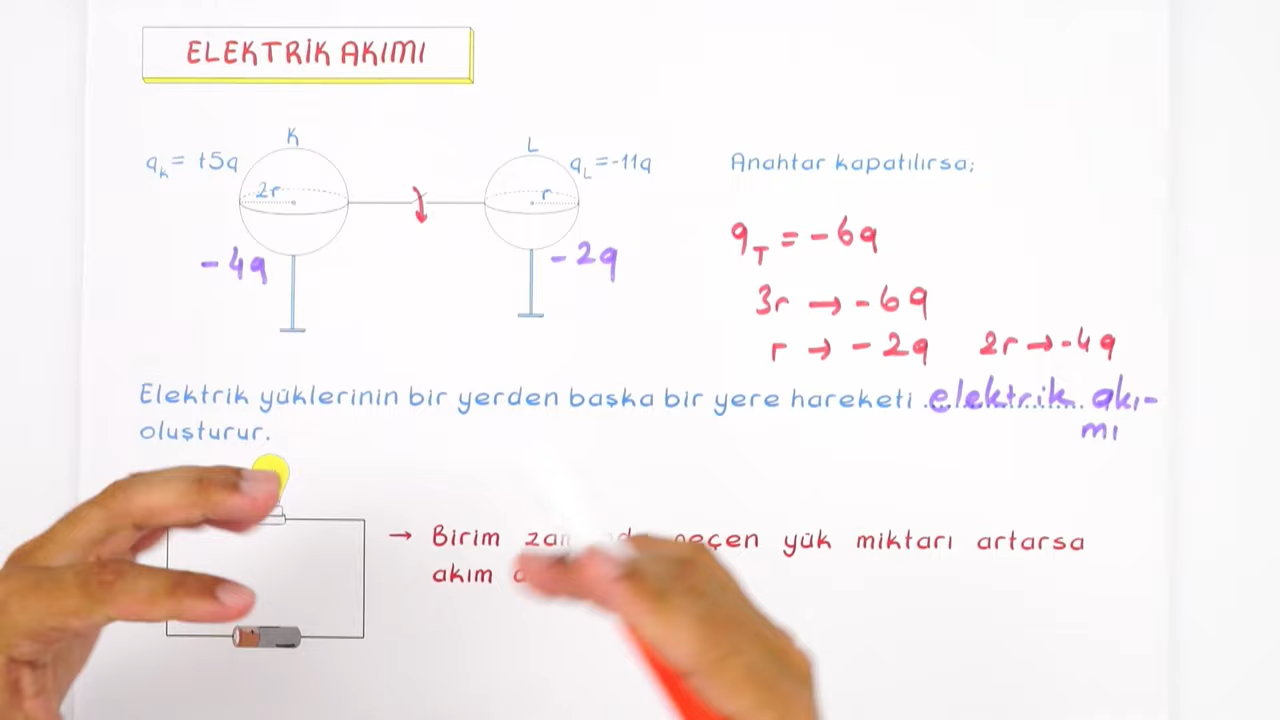 ELEKTRİK AKIMI
K
L
qK = +5q
qL = -11q
Anahtar kapatılırsa;
2r
r
qT = -6q
-4q
-2q
3r → -6q
r → -2q 2r → -4q
Elektrik yüklerinin bir yerden başka bir yere hareketi elektrik akı-
mı
oluşturur.
→ Birim geçen yük miktarı artarsa
akım